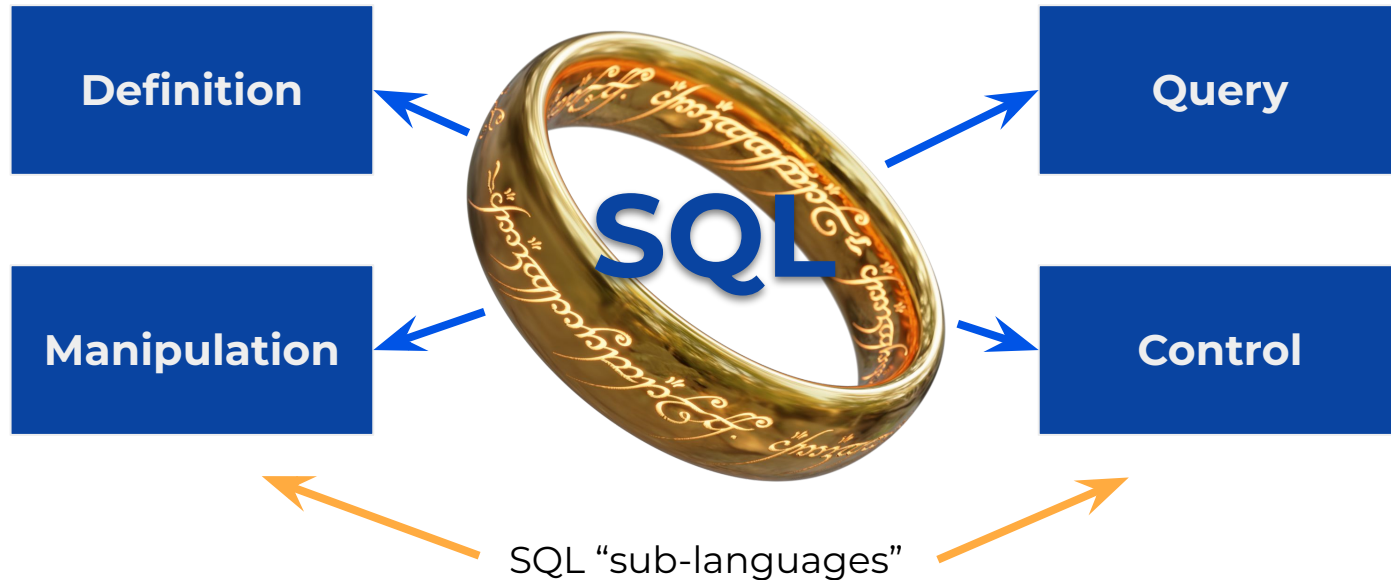 Definition
Query
SQL
Manipulation
Control
SQL “sub-languages”